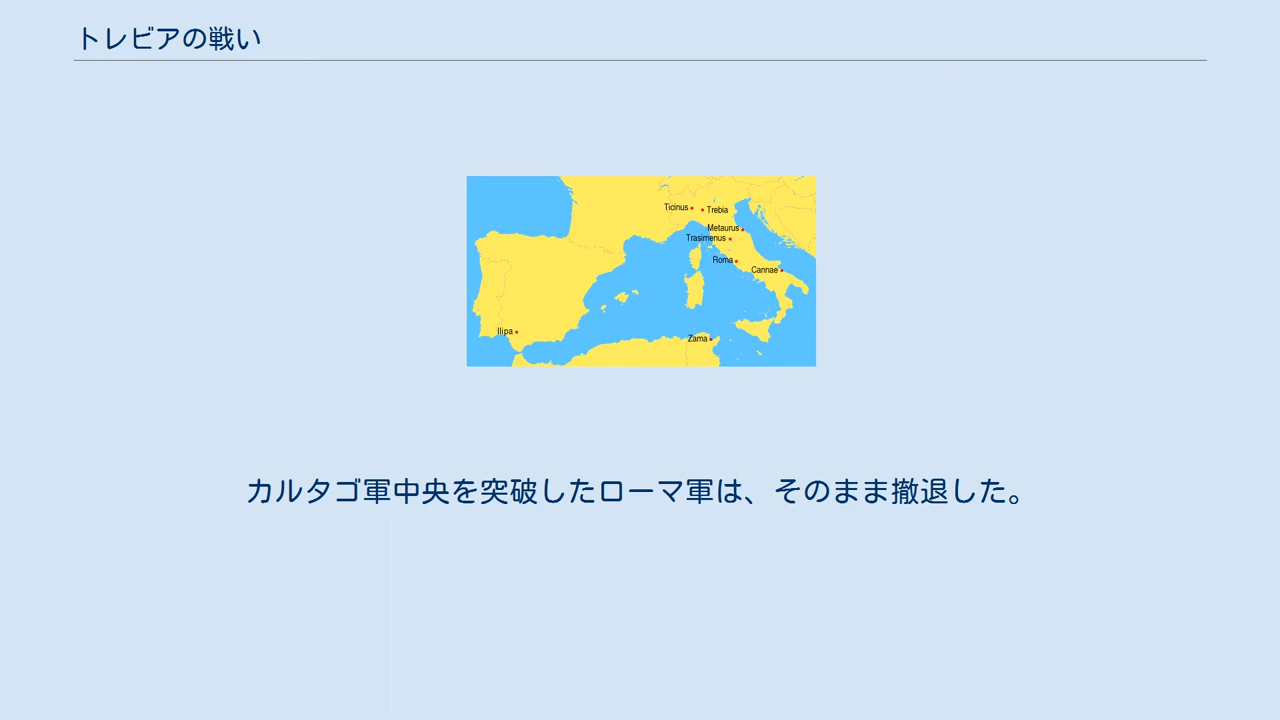 トレビアの戦い
Ticinus
Trebia
Metaurus
Trasimenus
Roma
Cannae
Ilipa
Zama
カルタゴ軍中央を突破したローマ軍は、そのまま撤退した。